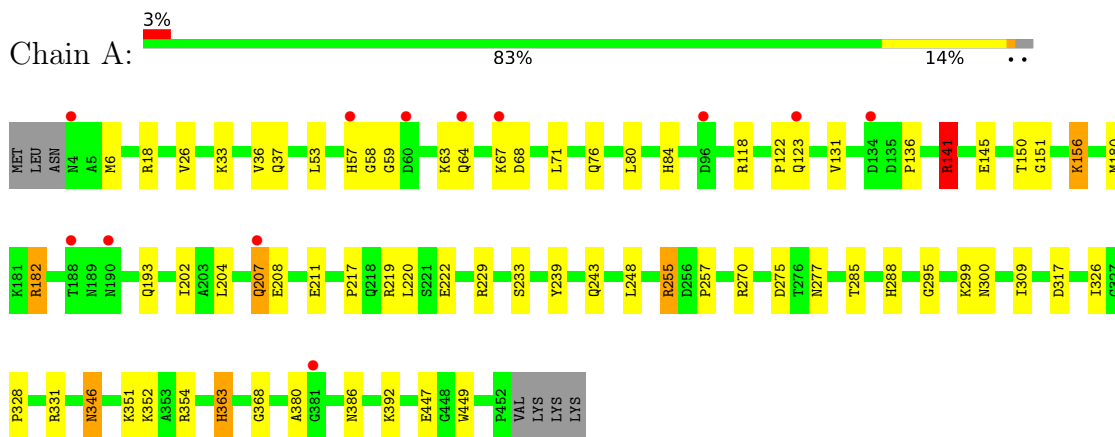 3%
Chain A:
83% 14% ..
MET LEU ASN N4 A5 M6 R18 V26 K33 V36 Q37 L53 H57 G58 G59 D60 K63 Q64 K67 D68 L71 Q76 L80 H84 D96 R118 P122 Q123 V131 D134 D135 P136 R141 E145 T150 G151 K156 M180
K181 R182 T188 N189 N190 Q193 I202 A203 L204 Q207 E208 E211 P217 Q218 R219 L220 S221 E222 R229 S233 Y239 Q243 L248 R255 D256 P257 R270 D275 T276 N277 T285 H288 G295 K299 N300 I309 D317 I326 G327
P328 R331 N346 K351 K352 A353 R354 H363 G368 A380 G381 N386 K392 E447 G448 W449 P452 VAL LYS LYS LYS